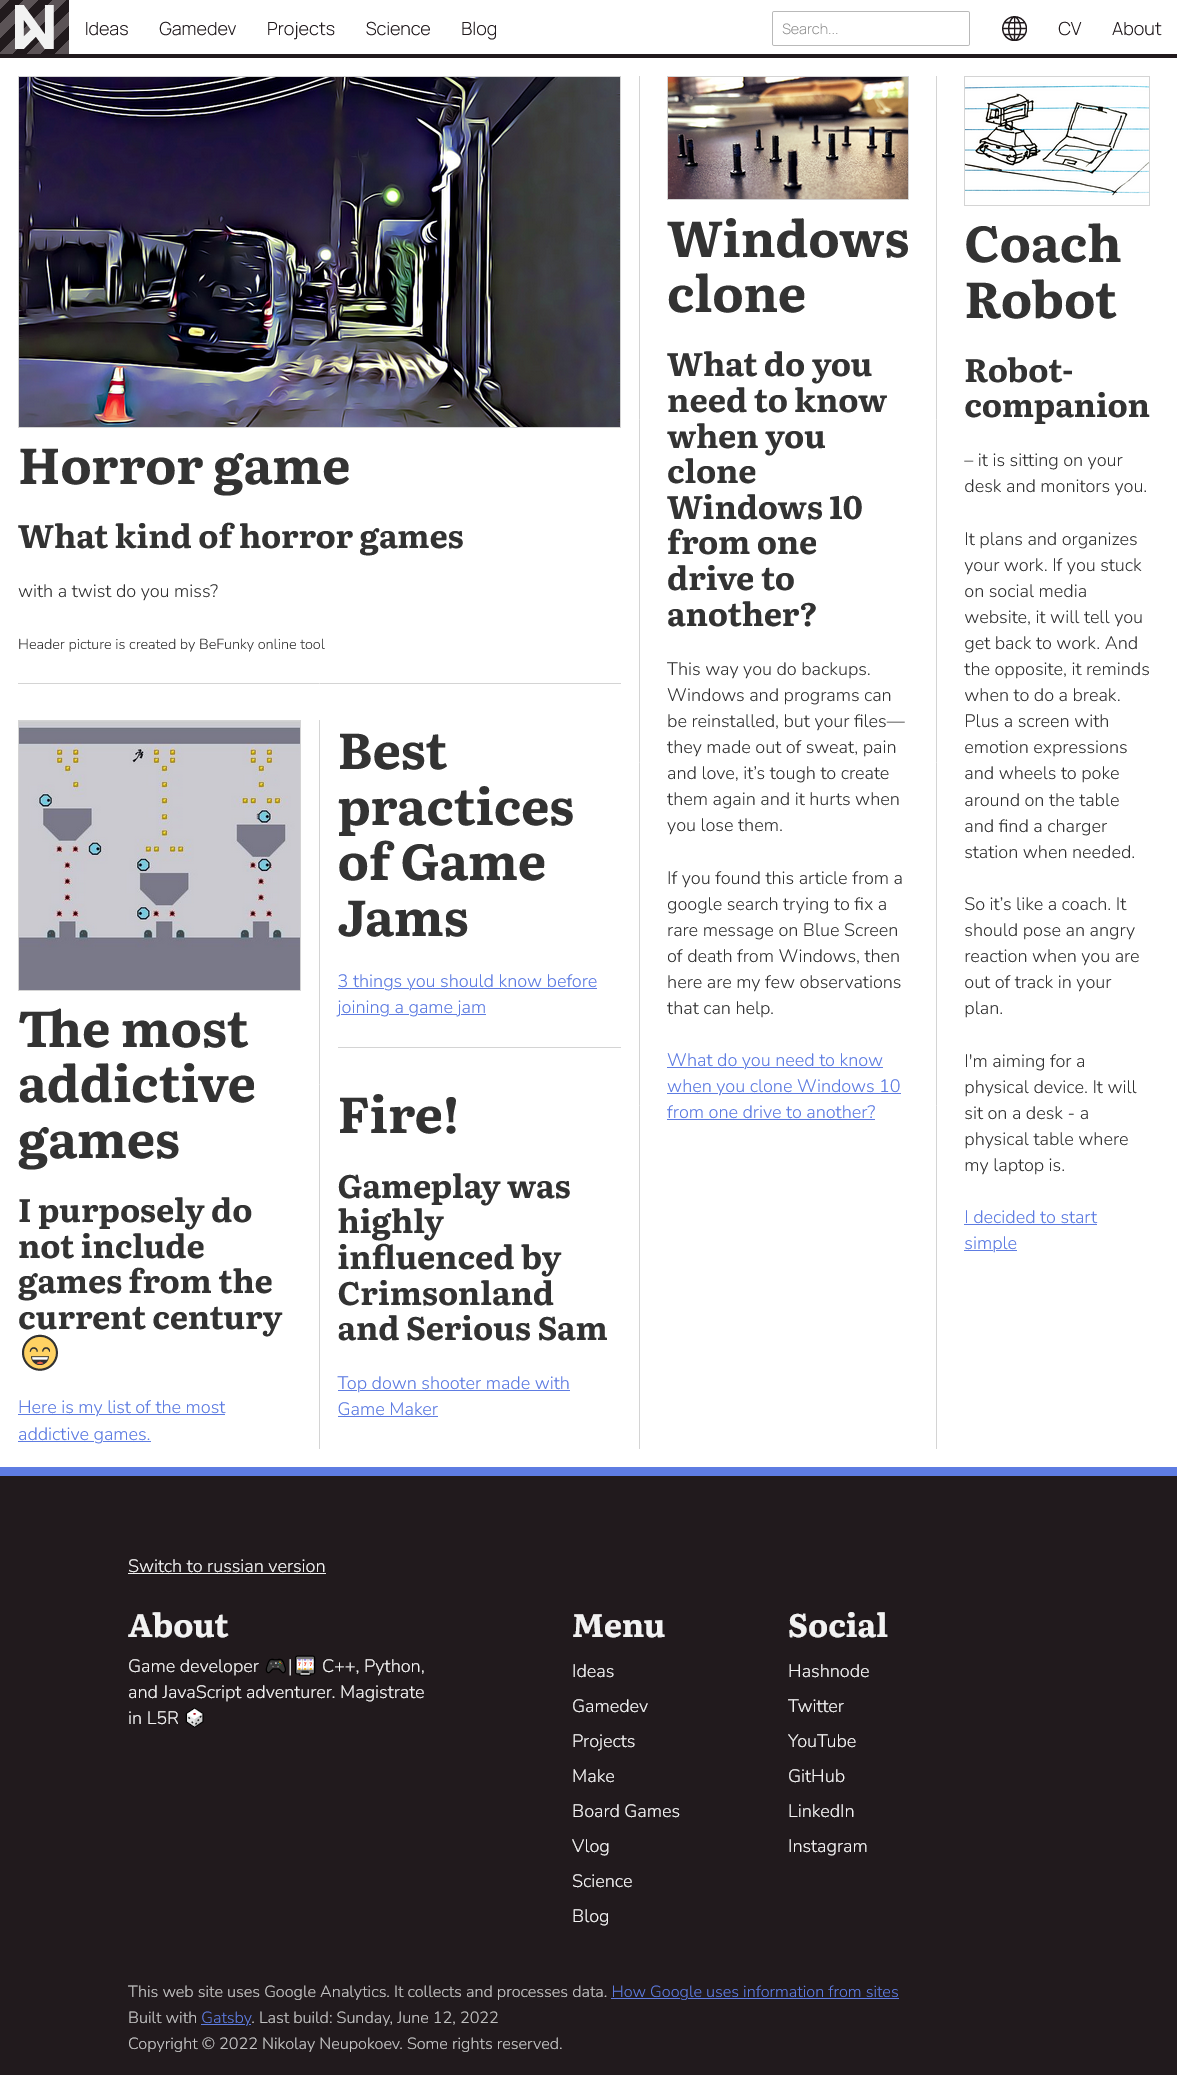 Ideas Gamedev Projects Science Blog
Search...
CV About
Horror game
What kind of horror games
with a twist do you miss?
Header picture is created by BeFunky online tool
The most
addictive
games
I purposely do
not include
games from the
current century
😄
Here is my list of the most
addictive games.
Best
practices
of Game
Jams
3 things you should know before
joining a game jam
Fire!
Gameplay was
highly
influenced by
Crimsonland
and Serious Sam
Top down shooter made with
Game Maker
Windows
clone
What do you
need to know
when you
clone
Windows 10
from one
drive to
another?
This way you do backups.
Windows and programs can
be reinstalled, but your files—
they made out of sweat, pain
and love, it’s tough to create
them again and it hurts when
you lose them.
If you found this article from a
google search trying to fix a
rare message on Blue Screen
of death from Windows, then
here are my few observations
that can help.
What do you need to know
when you clone Windows 10
from one drive to another?
Coach
Robot
Robot-
companion
– it is sitting on your
desk and monitors you.
It plans and organizes
your work. If you stuck
on social media
website, it will tell you
get back to work. And
the opposite, it reminds
when to do a break.
Plus a screen with
emotion expressions
and wheels to poke
around on the table
and find a charger
station when needed.
So it’s like a coach. It
should pose an angry
reaction when you are
out of track in your
plan.
I'm aiming for a
physical device. It will
sit on a desk - a
physical table where
my laptop is.
I decided to start
simple
Switch to russian version
About
Game developer 🎮|🎰 C++, Python,
and JavaScript adventurer. Magistrate
in L5R 🎲
Menu
Ideas
Gamedev
Projects
Make
Board Games
Vlog
Science
Blog
Social
Hashnode
Twitter
YouTube
GitHub
LinkedIn
Instagram
This web site uses Google Analytics. It collects and processes data. How Google uses information from sites
Built with Gatsby. Last build: Sunday, June 12, 2022
Copyright © 2022 Nikolay Neupokoev. Some rights reserved.